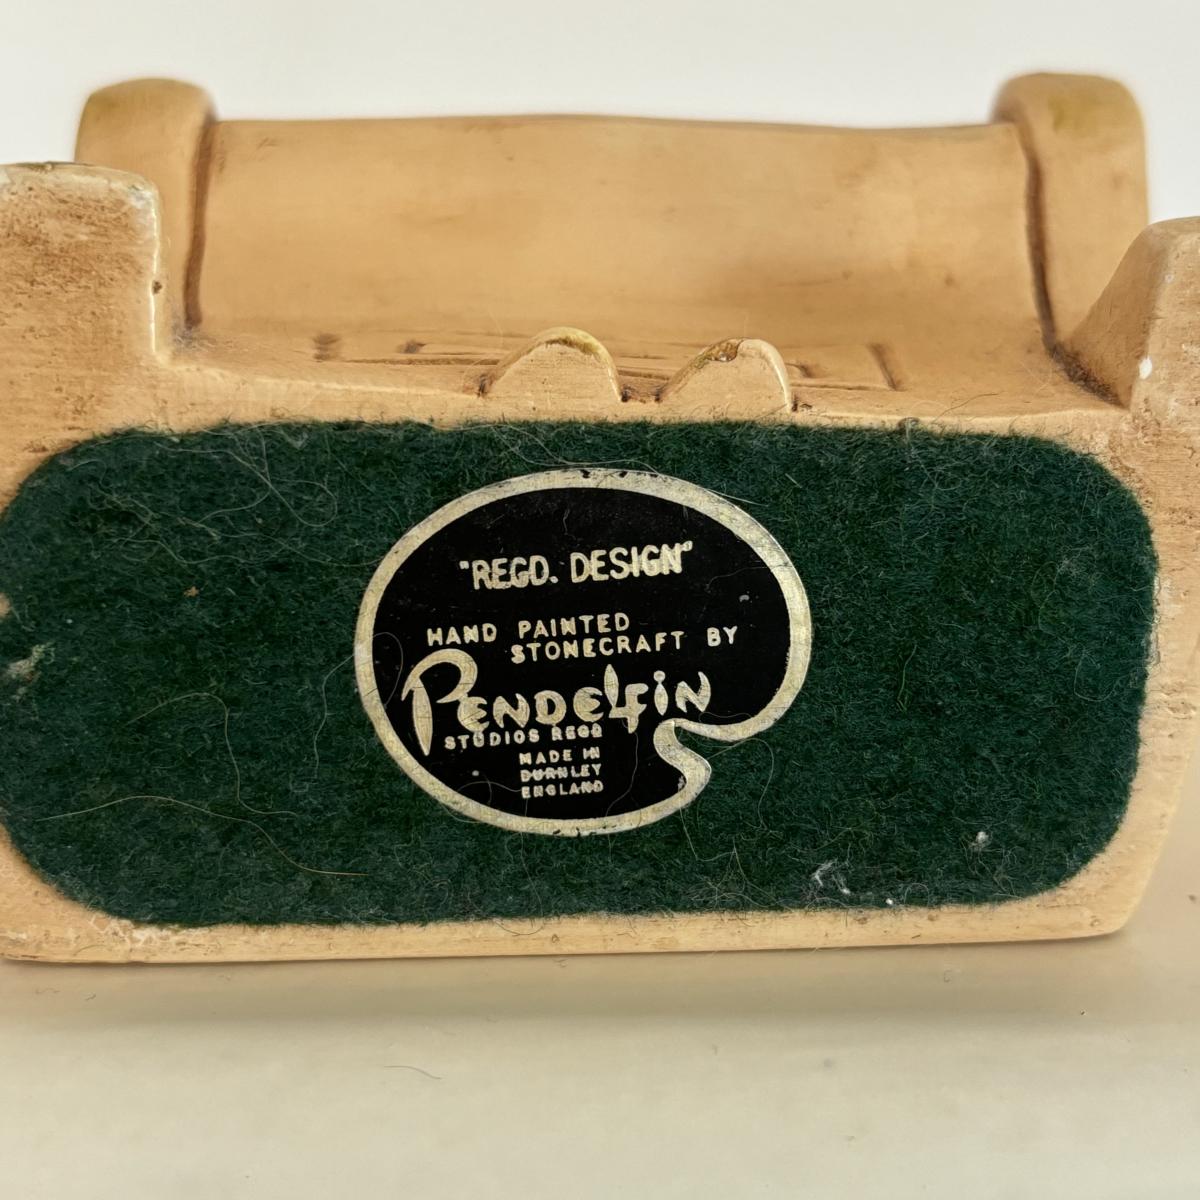 "REGD. DESIGN"
HAND PAINTED
STONECRAFT BY
PENDELFIN
STUDIOS REGD
MADE IN
BURNLEY
ENGLAND